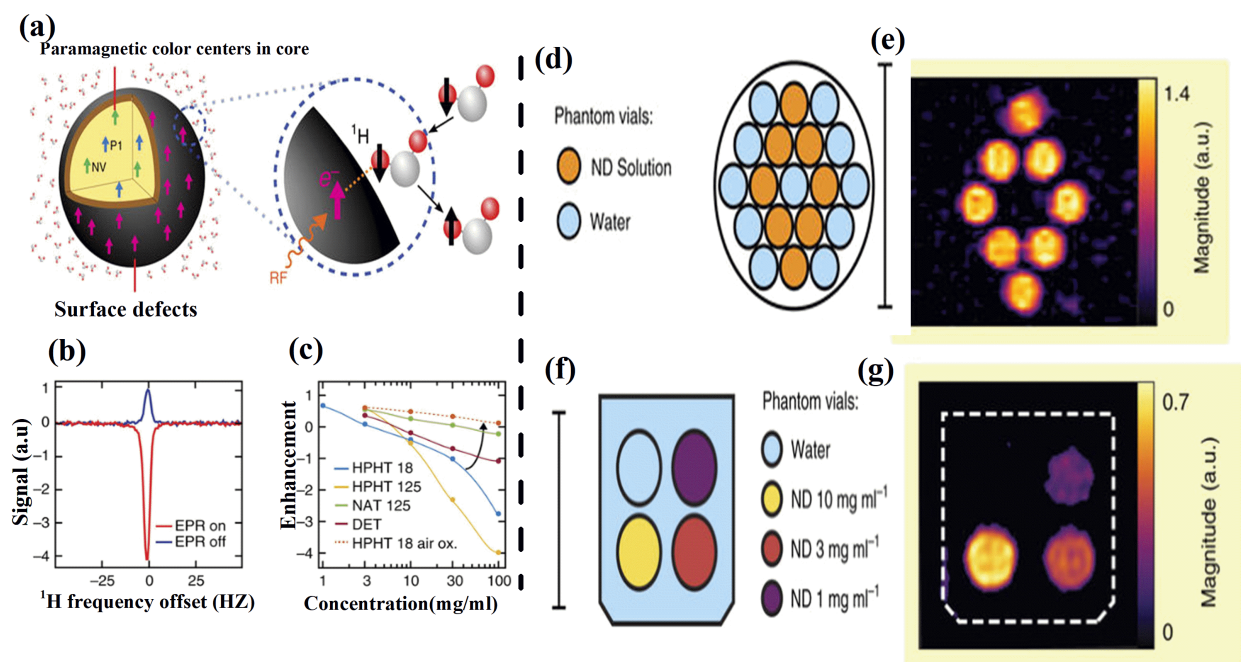 (a)
Paramagnetic color centers in core
P1
NV
¹H
e⁻
RF
Surface defects
(b)
Signal (a.u)
1
0
−1
−2
−3
−4
EPR on
EPR off
−25
0
25
¹H frequency offset (HZ)
(c)
Enhancement
1
0
−1
−2
−3
−4
HPHT 18
HPHT 125
NAT 125
DET
HPHT 18 air ox.
1
3
10
30
100
Concentration(mg/ml)
(d)
Phantom vials:
ND Solution
Water
(e)
1.4
0
Magnitude (a.u.)
(f)
Phantom vials:
Water
ND 10 mg ml⁻¹
ND 3 mg ml⁻¹
ND 1 mg ml⁻¹
(g)
0.7
0
Magnitude (a.u.)